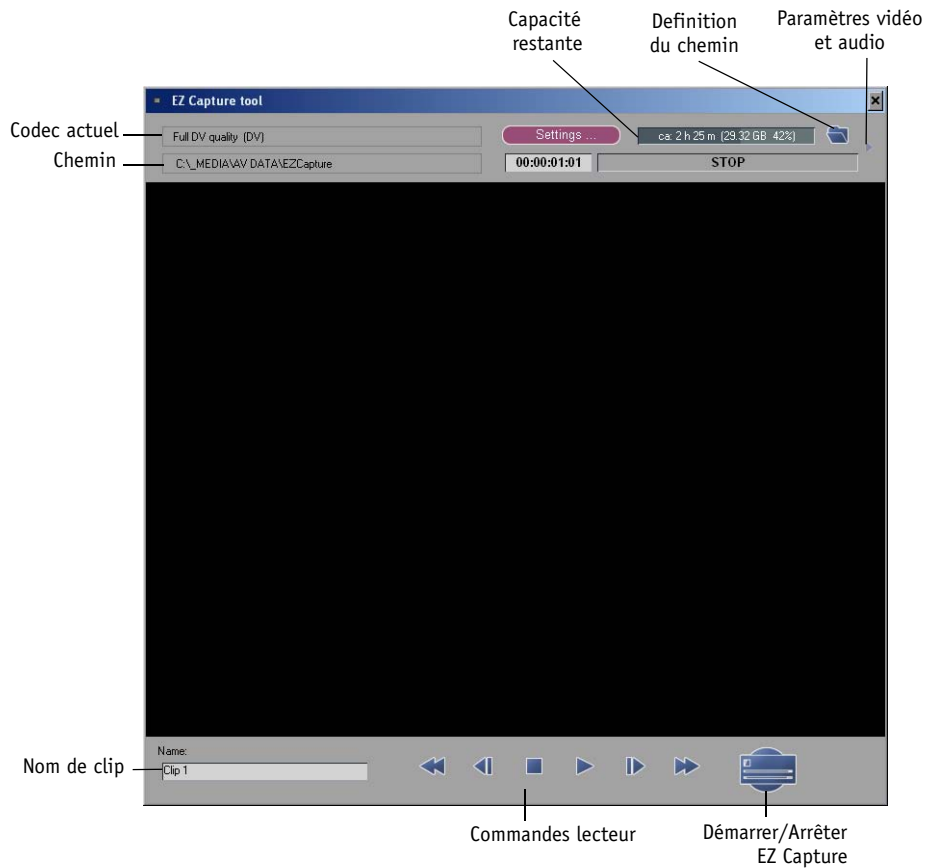 Capacité
restante
Definition
du chemin
Paramètres vidéo
et audio
EZ Capture tool
Codec actuel
Full DV quality (DV)
Settings ...
ca: 2 h 25 m (29.32 GB 42%)
Chemin
C:\_MEDIA\AV DATA\EZCapture
00:00:01:01
STOP
Name:
Nom de clip
Clip 1
Commandes lecteur
Démarrer/Arrêter
EZ Capture